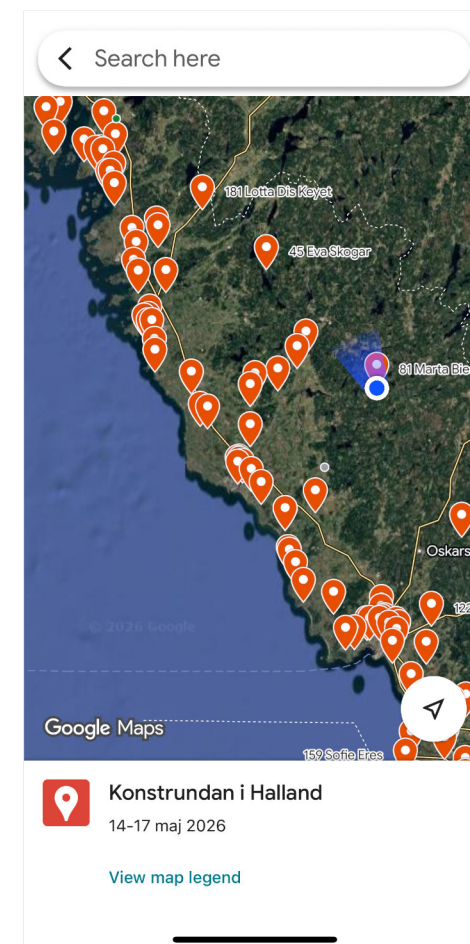 Search here
181 Lotta Dis Keyet
45 Eva Skogar
81 Marta Bie
Oskars
122
© 2026 Google
Google Maps
159 Sofie Eres
Konstrundan i Halland
14-17 maj 2026
View map legend